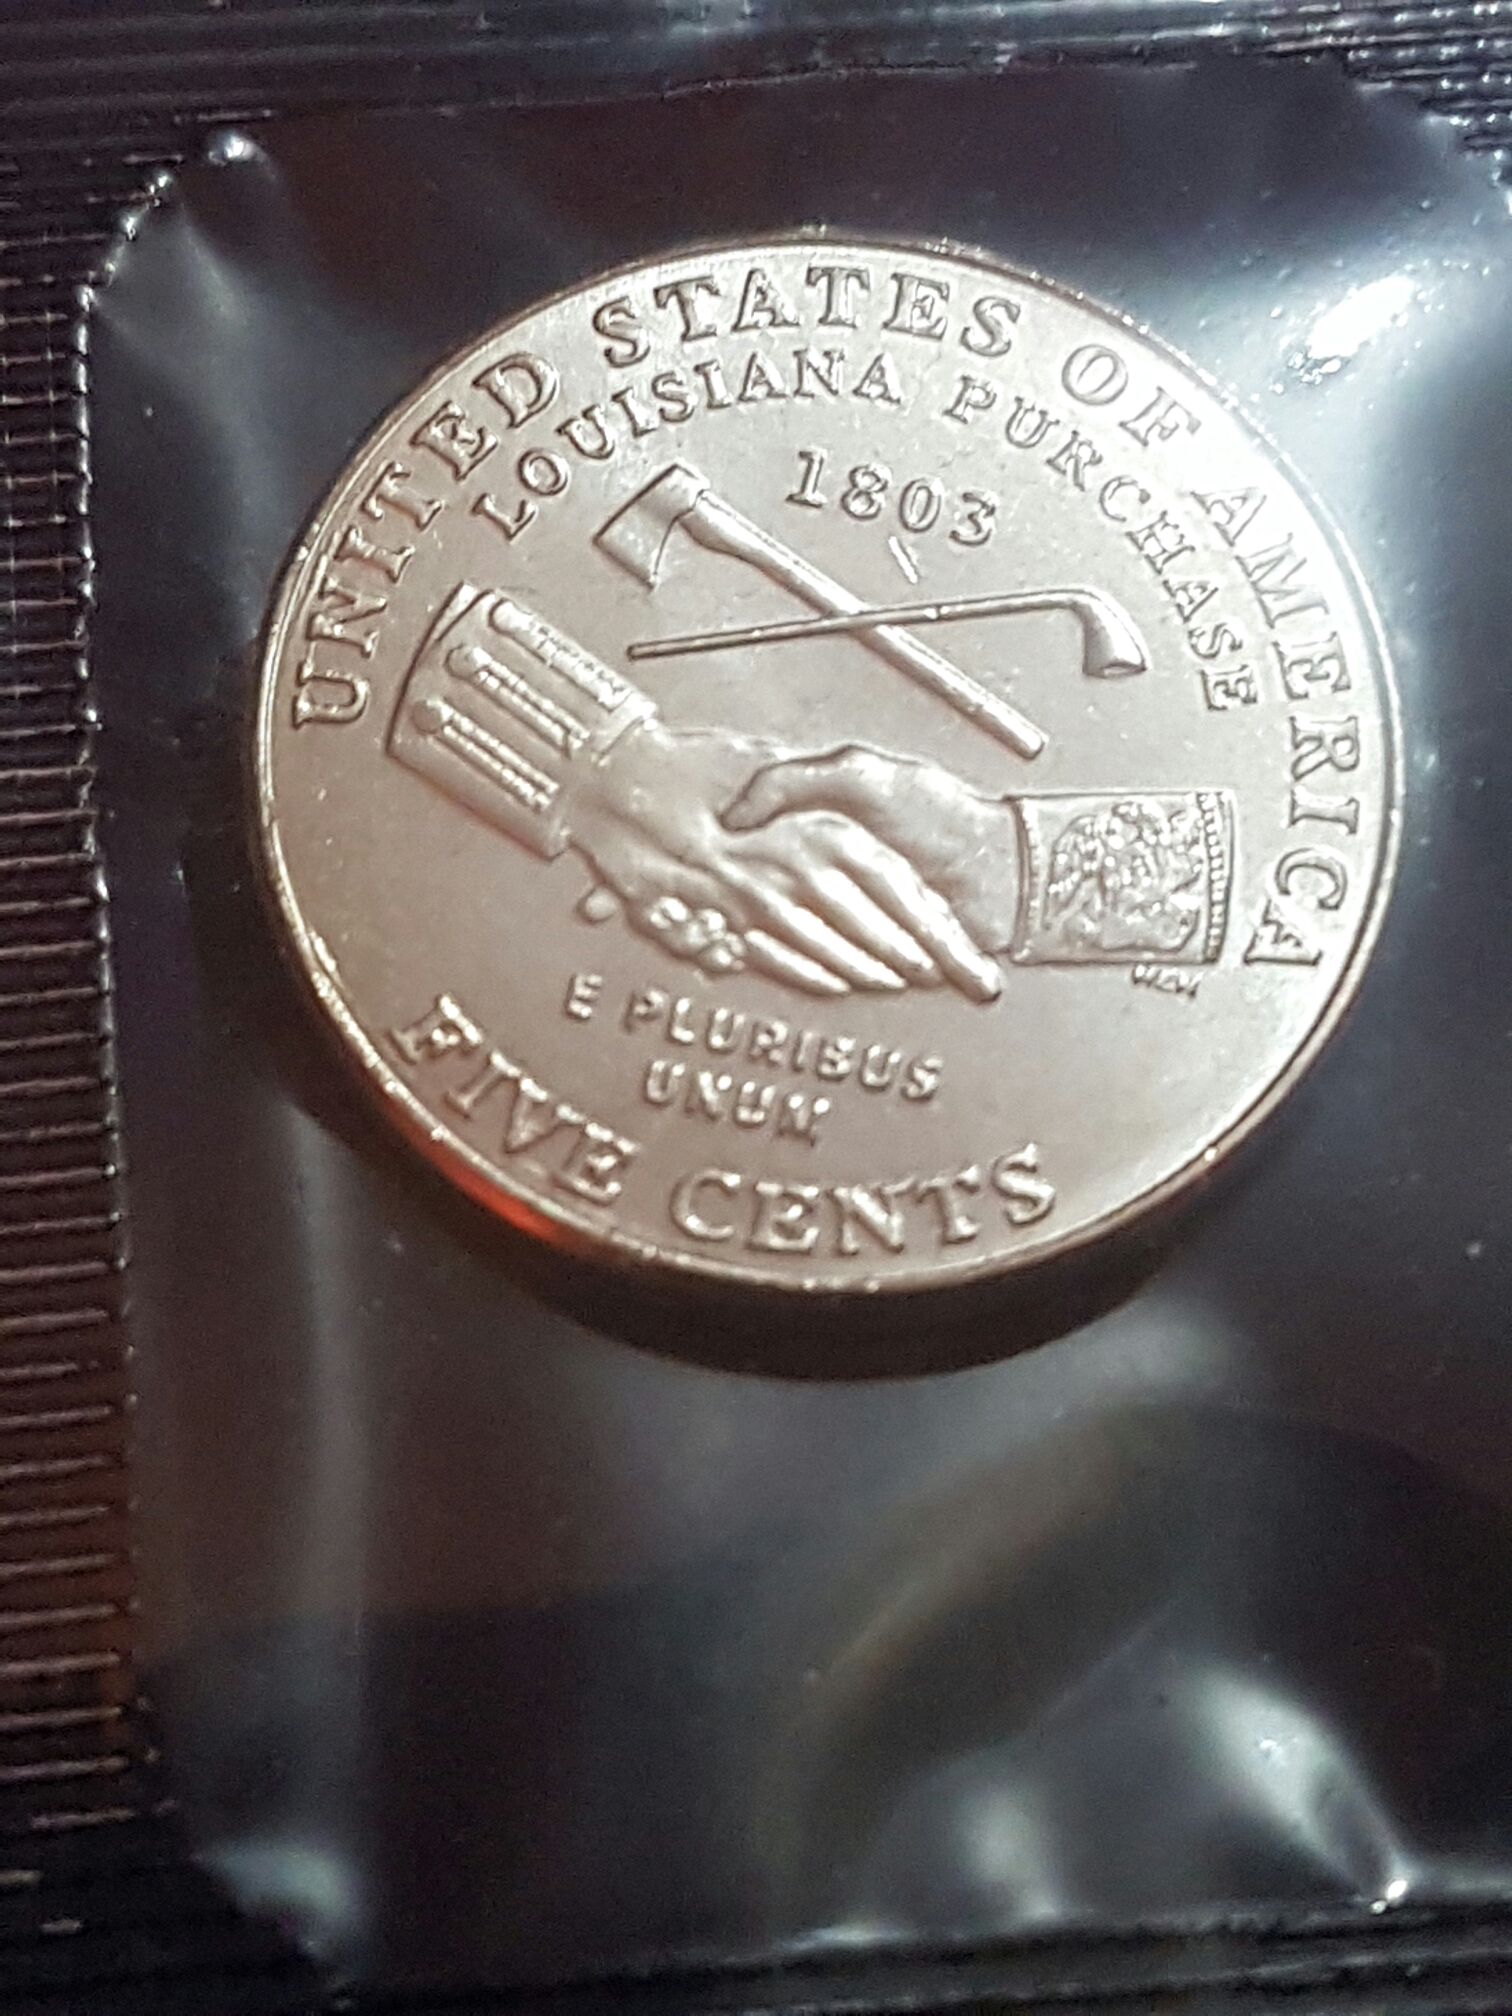 UNITED STATES OF AMERICA
LOUISIANA PURCHASE
1803
E PLURIBUS
UNUM
FIVE CENTS